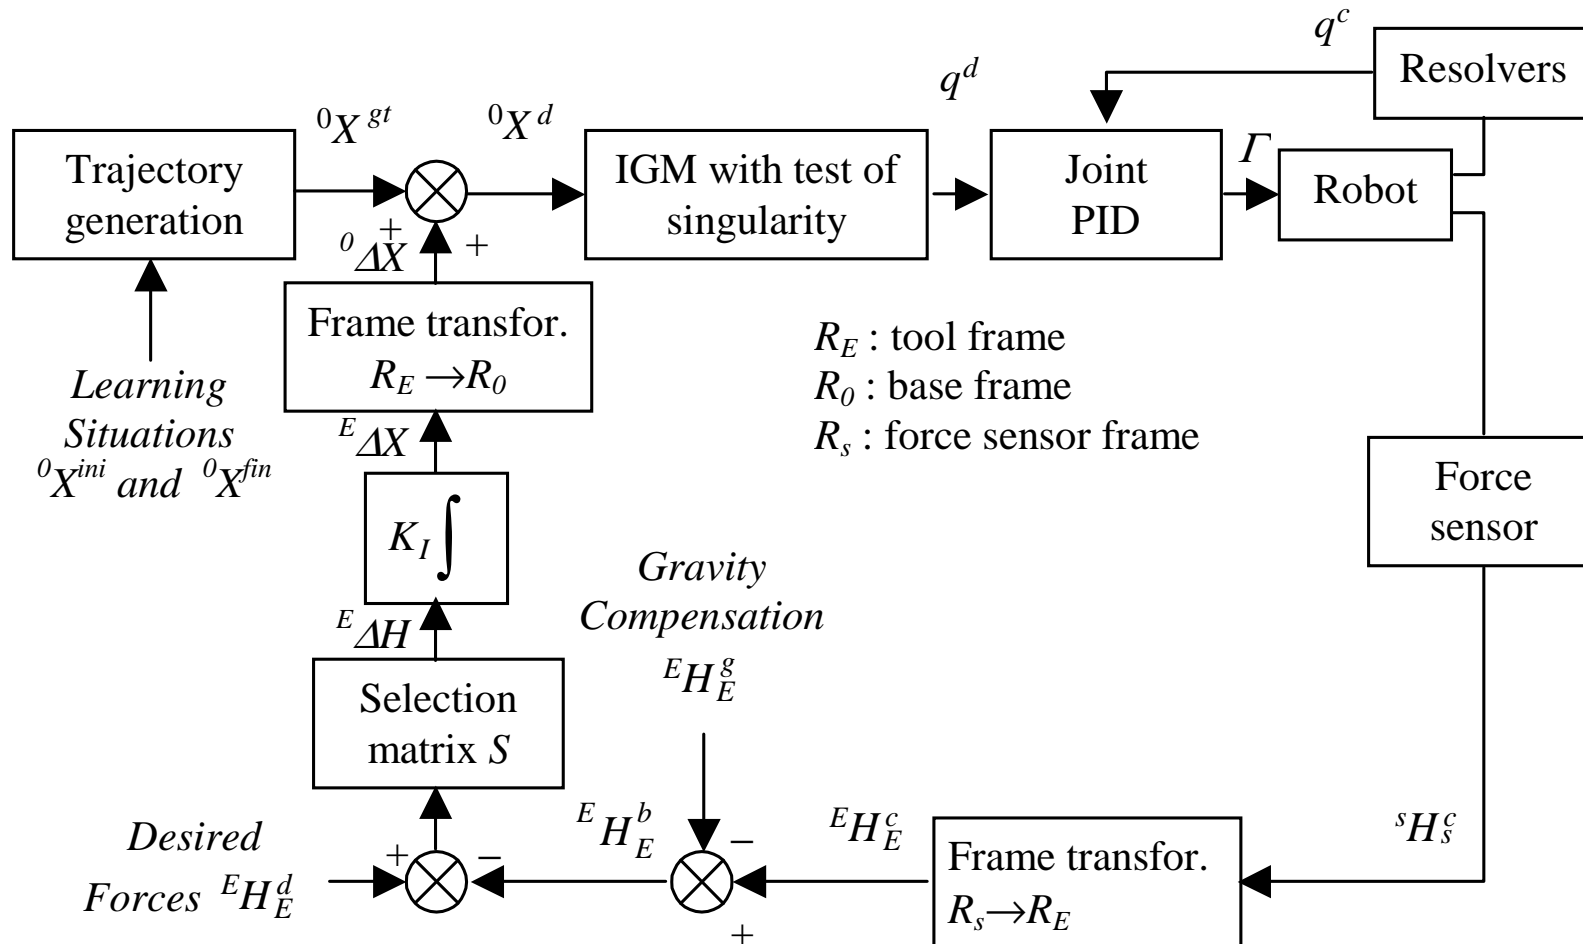 q^c
Resolvers
q^d
^0X^{gt}
^0X^d
Trajectory
generation
IGM with test of
singularity
Joint
PID
Γ
Robot
+
+
^0ΔX
Frame transfor.
R_E →R_0
R_E : tool frame
R_0 : base frame
R_s : force sensor frame
Learning
Situations
^0X^{ini} and ^0X^{fin}
^EΔX
K_I ∫
Force
sensor
Gravity
Compensation
^EH_E^g
^EΔH
Selection
matrix S
Desired
Forces ^EH_E^d
+
−
^EH_E^b
−
+
^EH_E^c
Frame transfor.
R_s→R_E
^sH_s^c